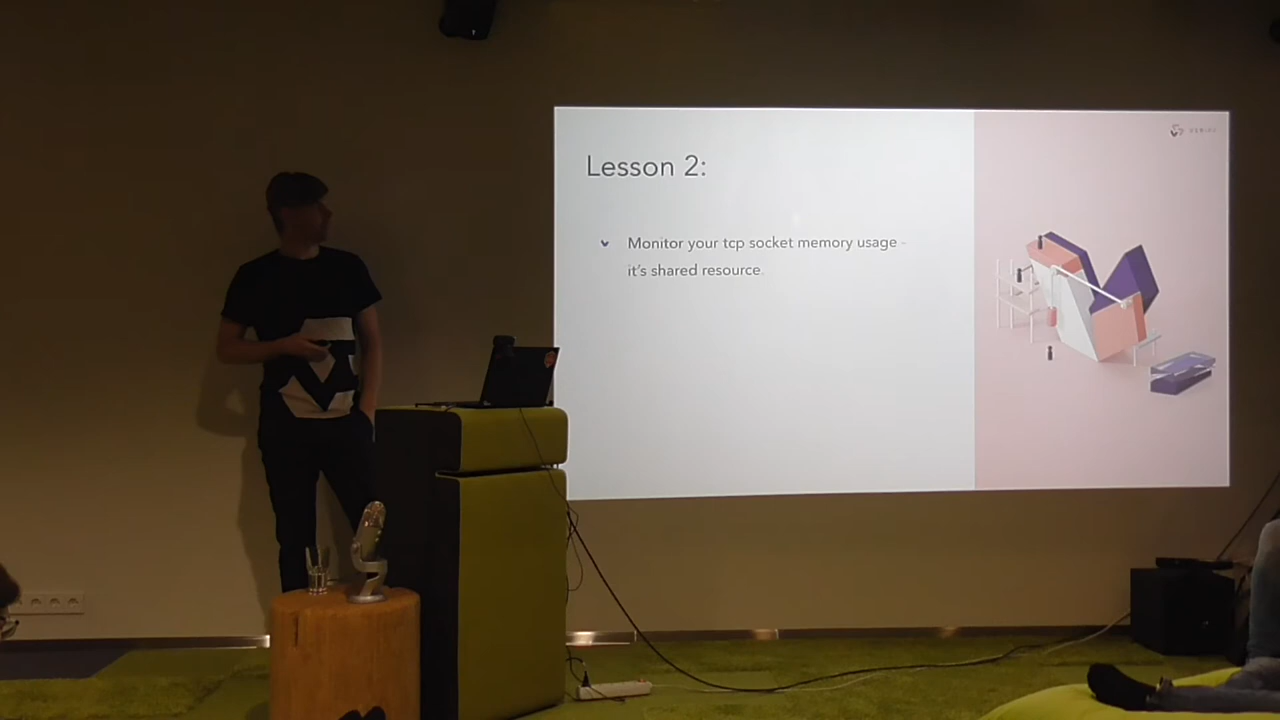 Lesson 2:
Monitor your tcp socket memory usage -
it's shared resource.